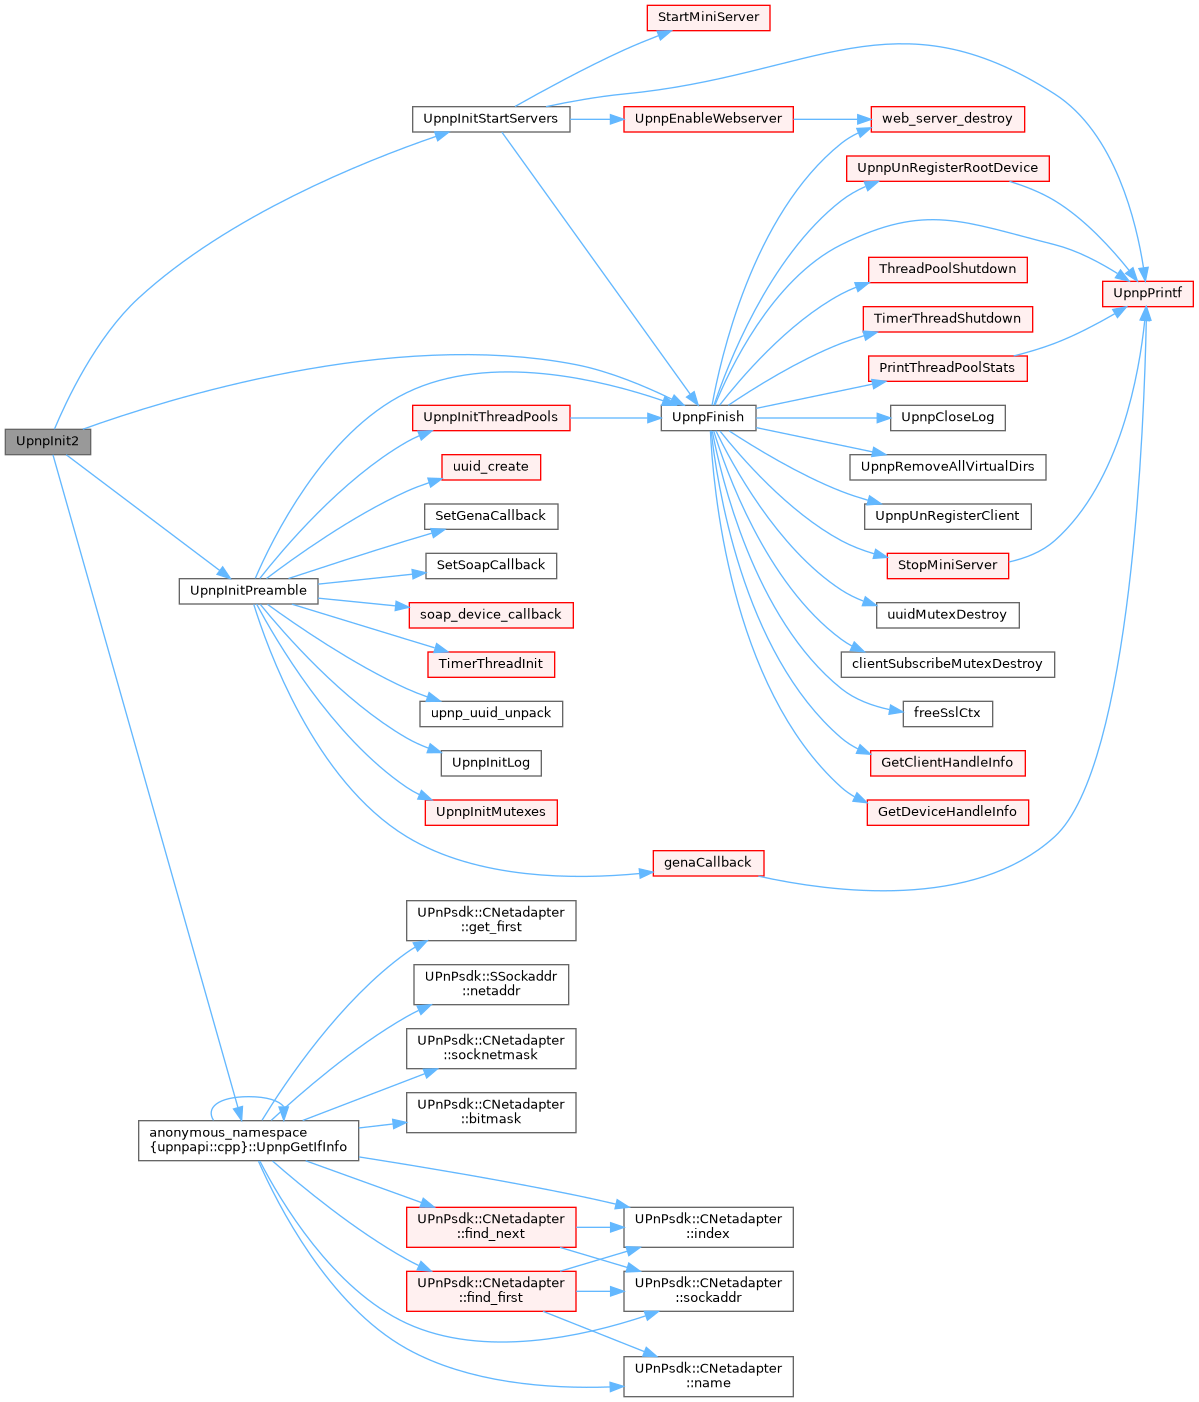 StartMiniServer
UpnpInitStartServers
UpnpEnableWebserver
web_server_destroy
UpnpUnRegisterRootDevice
ThreadPoolShutdown
UpnpPrintf
TimerThreadShutdown
PrintThreadPoolStats
UpnpInit2
UpnpInitThreadPools
UpnpFinish
UpnpCloseLog
uuid_create
UpnpRemoveAllVirtualDirs
SetGenaCallback
UpnpUnRegisterClient
SetSoapCallback
StopMiniServer
UpnpInitPreamble
soap_device_callback
uuidMutexDestroy
TimerThreadInit
clientSubscribeMutexDestroy
upnp_uuid_unpack
freeSslCtx
UpnpInitLog
GetClientHandleInfo
UpnpInitMutexes
GetDeviceHandleInfo
genaCallback
UPnPsdk::CNetadapter
::get_first
UPnPsdk::SSockaddr
::netaddr
UPnPsdk::CNetadapter
::socknetmask
UPnPsdk::CNetadapter
::bitmask
anonymous_namespace
{upnpapi::cpp}::UpnpGetIfInfo
UPnPsdk::CNetadapter
::find_next
UPnPsdk::CNetadapter
::index
UPnPsdk::CNetadapter
::find_first
UPnPsdk::CNetadapter
::sockaddr
UPnPsdk::CNetadapter
::name